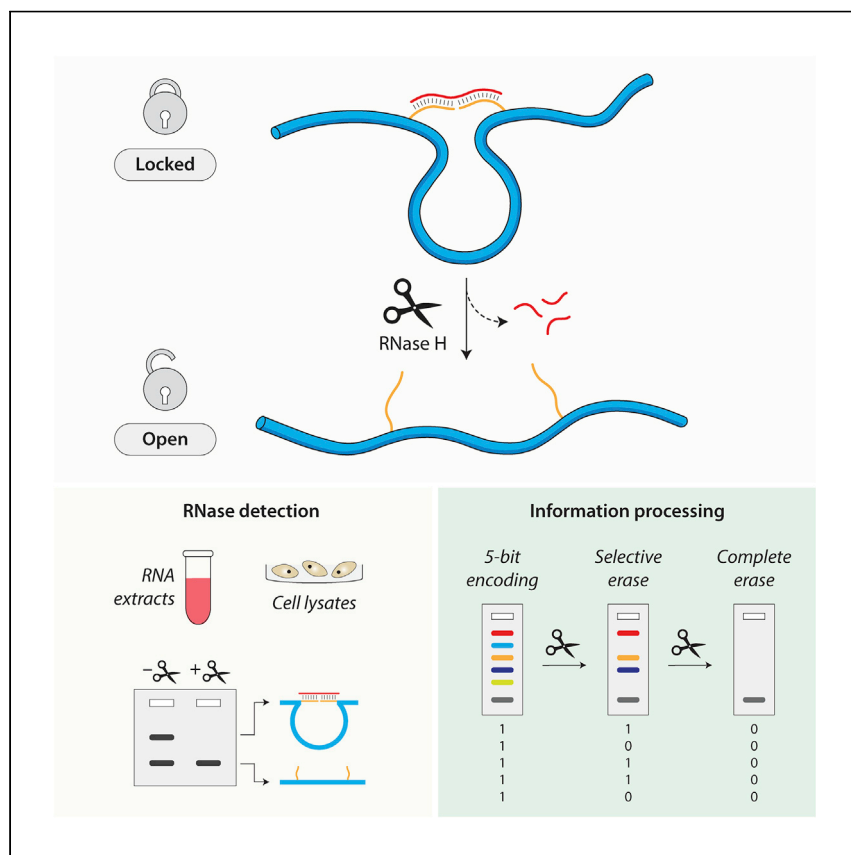 Locked
RNase H
Open
RNase detection
RNA
extracts
Cell lysates
− +
Information processing
5-bit
encoding
Selective
erase
Complete
erase
1 1 0
1 0 0
1 1 0
1 1 0
1 0 0